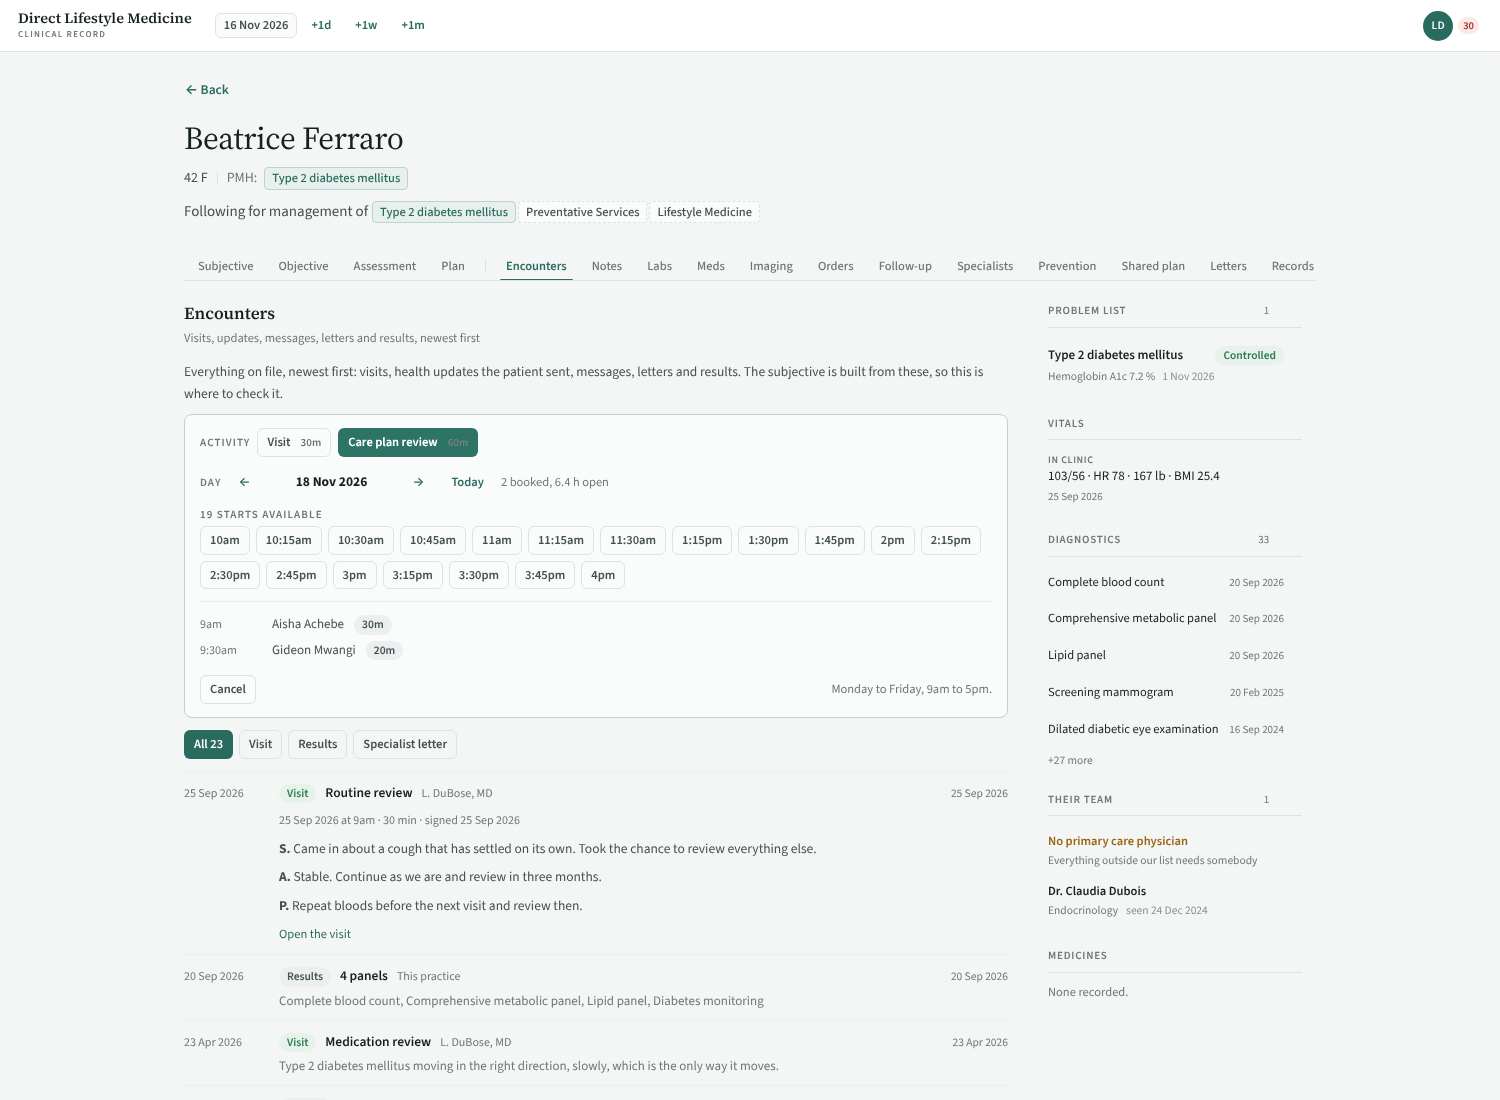 Direct Lifestyle Medicine
CLINICAL RECORD
16 Nov 2026 +1d +1w +1m
LD 30
← Back
Beatrice Ferraro
42 F PMH: Type 2 diabetes mellitus
Following for management of Type 2 diabetes mellitus Preventative Services Lifestyle Medicine
Subjective Objective Assessment Plan Encounters Notes Labs Meds Imaging Orders Follow-up Specialists Prevention Shared plan Letters Records
Encounters
Visits, updates, messages, letters and results, newest first
Everything on file, newest first: visits, health updates the patient sent, messages, letters and results. The subjective is built from these, so this is
where to check it.
ACTIVITY Visit 30m Care plan review 60m
DAY ← 18 Nov 2026 → Today 2 booked, 6.4 h open
19 STARTS AVAILABLE
10am 10:15am 10:30am 10:45am 11am 11:15am 11:30am 1:15pm 1:30pm 1:45pm 2pm 2:15pm
2:30pm 2:45pm 3pm 3:15pm 3:30pm 3:45pm 4pm
9am Aisha Achebe 30m
9:30am Gideon Mwangi 20m
Cancel Monday to Friday, 9am to 5pm.
All 23 Visit Results Specialist letter
25 Sep 2026 Visit Routine review L. DuBose, MD 25 Sep 2026
25 Sep 2026 at 9am · 30 min · signed 25 Sep 2026
S. Came in about a cough that has settled on its own. Took the chance to review everything else.
A. Stable. Continue as we are and review in three months.
P. Repeat bloods before the next visit and review then.
Open the visit
20 Sep 2026 Results 4 panels This practice 20 Sep 2026
Complete blood count, Comprehensive metabolic panel, Lipid panel, Diabetes monitoring
23 Apr 2026 Visit Medication review L. DuBose, MD 23 Apr 2026
Type 2 diabetes mellitus moving in the right direction, slowly, which is the only way it moves.
PROBLEM LIST 1
Type 2 diabetes mellitus Controlled
Hemoglobin A1c 7.2 % 1 Nov 2026
VITALS
IN CLINIC
103/56 · HR 78 · 167 lb · BMI 25.4
25 Sep 2026
DIAGNOSTICS 33
Complete blood count 20 Sep 2026
Comprehensive metabolic panel 20 Sep 2026
Lipid panel 20 Sep 2026
Screening mammogram 20 Feb 2025
Dilated diabetic eye examination 16 Sep 2024
+27 more
THEIR TEAM 1
No primary care physician
Everything outside our list needs somebody
Dr. Claudia Dubois
Endocrinology seen 24 Dec 2024
MEDICINES
None recorded.